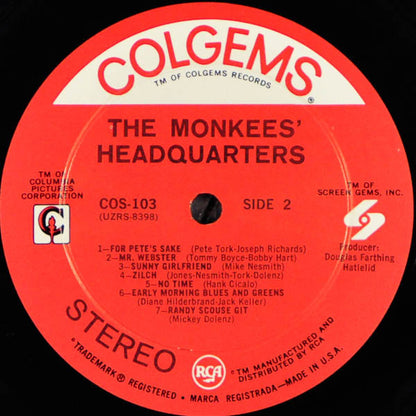 COLGEMS®
TM OF COLGEMS RECORDS
THE MONKEES'
HEADQUARTERS
TM OF
COLUMBIA
PICTURES
CORPORATION
COS-103
(UZRS-8398)
SIDE 2
TM OF
SCREEN GEMS, INC.
Producer:
Douglas Farthing
Hatlelid
1—FOR PETE'S SAKE (Pete Tork-Joseph Richards)
2—MR. WEBSTER (Tommy Boyce-Bobby Hart)
3—SUNNY GIRLFRIEND (Mike Nesmith)
4—ZILCH (Jones-Nesmith-Tork-Dolenz)
5—NO TIME (Hank Cicalo)
6—EARLY MORNING BLUES AND GREENS
(Diane Hilderbrand-Jack Keller)
7—RANDY SCOUSE GIT
(Mickey Dolenz)
STEREO
RCA
TM MANUFACTURED AND
DISTRIBUTED BY
RCA
TRADEMARK ® REGISTERED • MARCA REGISTRADA—MADE IN U.S.A.